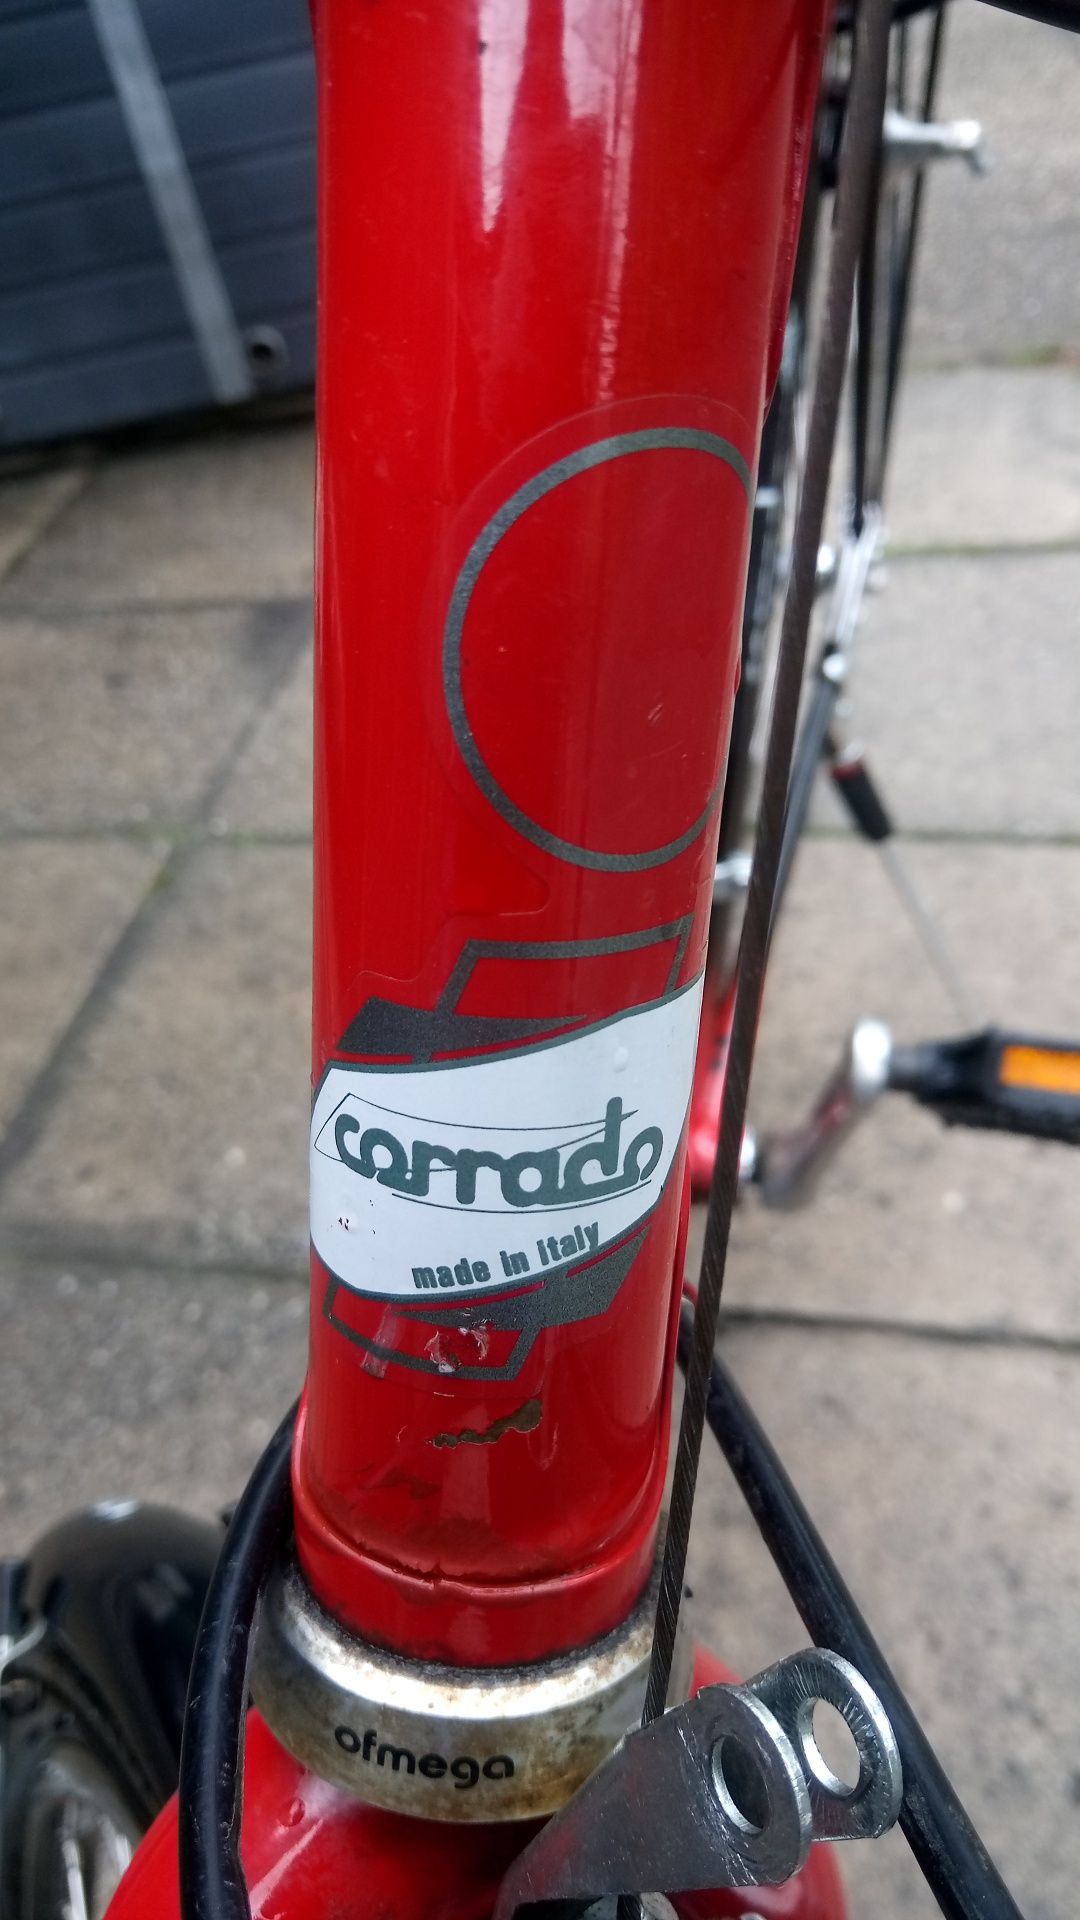 corrado
made in italy
ofmega